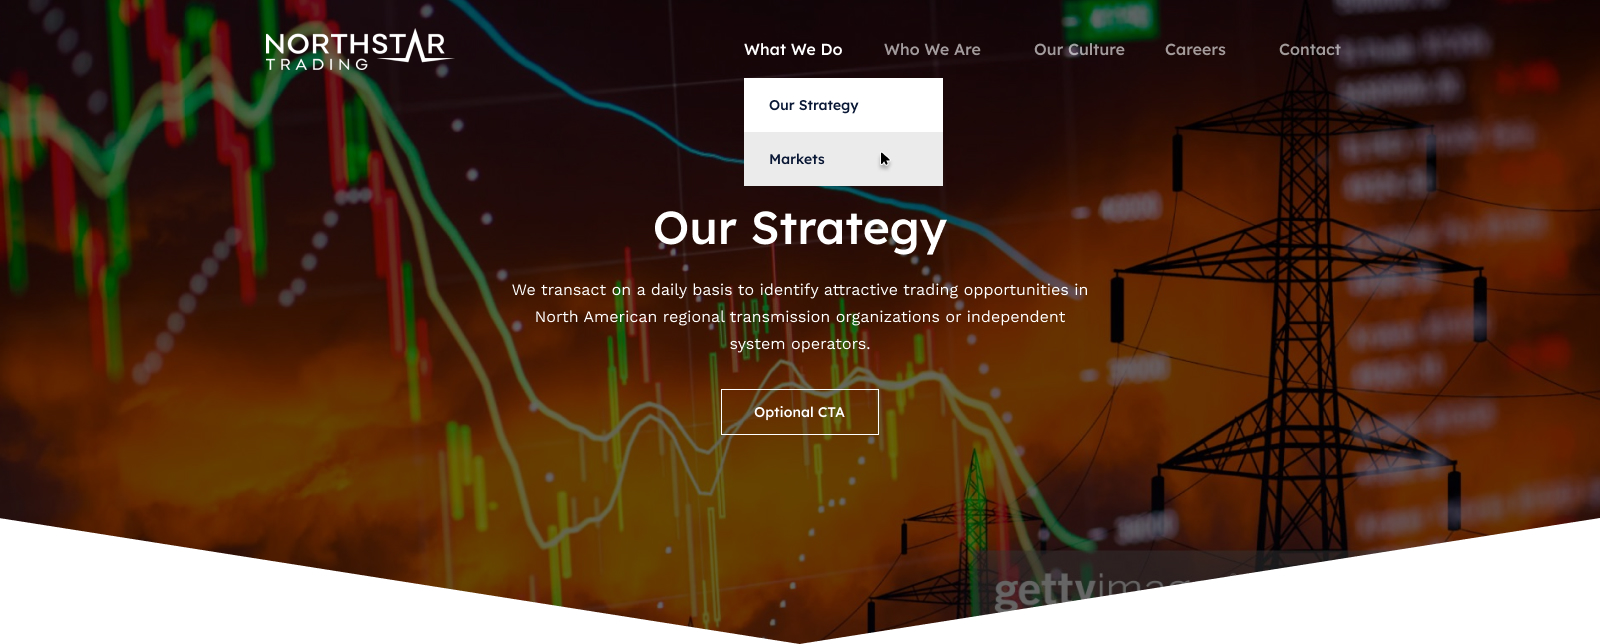 NORTHSTAR
TRADING
What We Do
Who We Are
Our Culture
Careers
Contact
Our Strategy
Markets
Our Strategy
We transact on a daily basis to identify attractive trading opportunities in
North American regional transmission organizations or independent
system operators.
Optional CTA